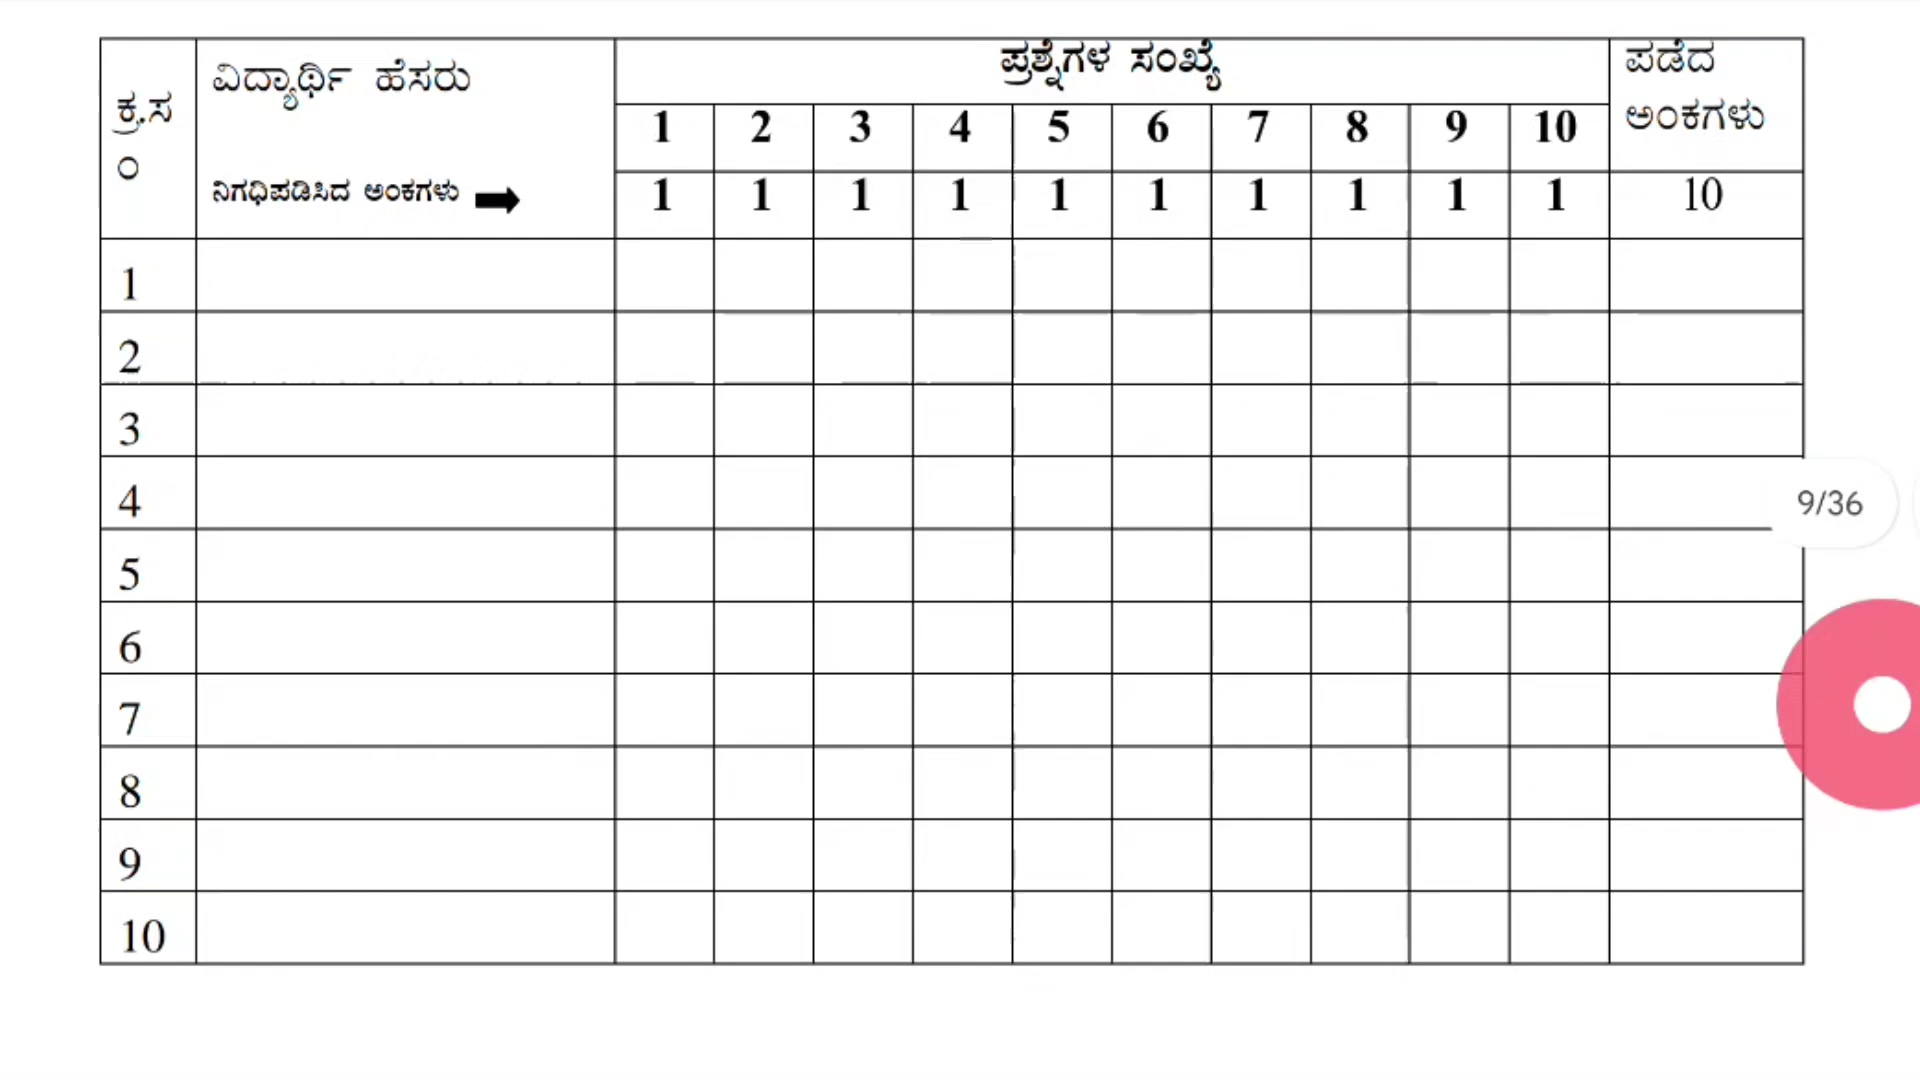 ಕ್ರ.ಸ
ಂ
ವಿದ್ಯಾರ್ಥಿ ಹೆಸರು
ನಿಗಧಿಪಡಿಸಿದ ಅಂಕಗಳು
ಪ್ರಶ್ನೆಗಳ ಸಂಖ್ಯೆ
ಪಡೆದ
ಅಂಕಗಳು
1 2 3 4 5 6 7 8 9 10
1 1 1 1 1 1 1 1 1 1 10
1
2
3
4
9/36
5
6
7
8
9
10